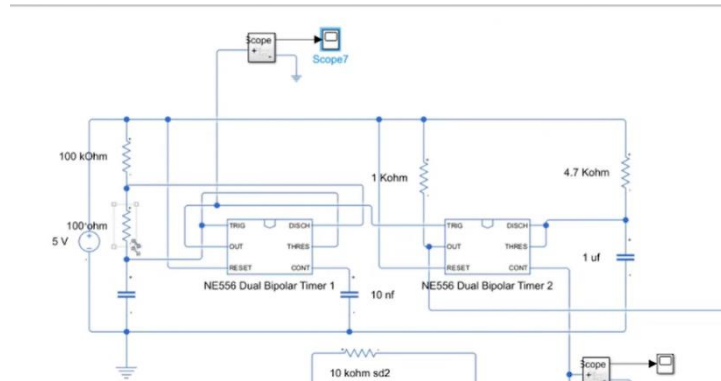 Scope
Scope7
100 kOhm
1 Kohm
4.7 Kohm
100 ohm
5 V
TRIG
DISCH
OUT
THRES
RESET
CONT
NE556 Dual Bipolar Timer 1
10 nf
TRIG
DISCH
OUT
THRES
RESET
CONT
NE556 Dual Bipolar Timer 2
1 uf
Scope
10 kohm sd2